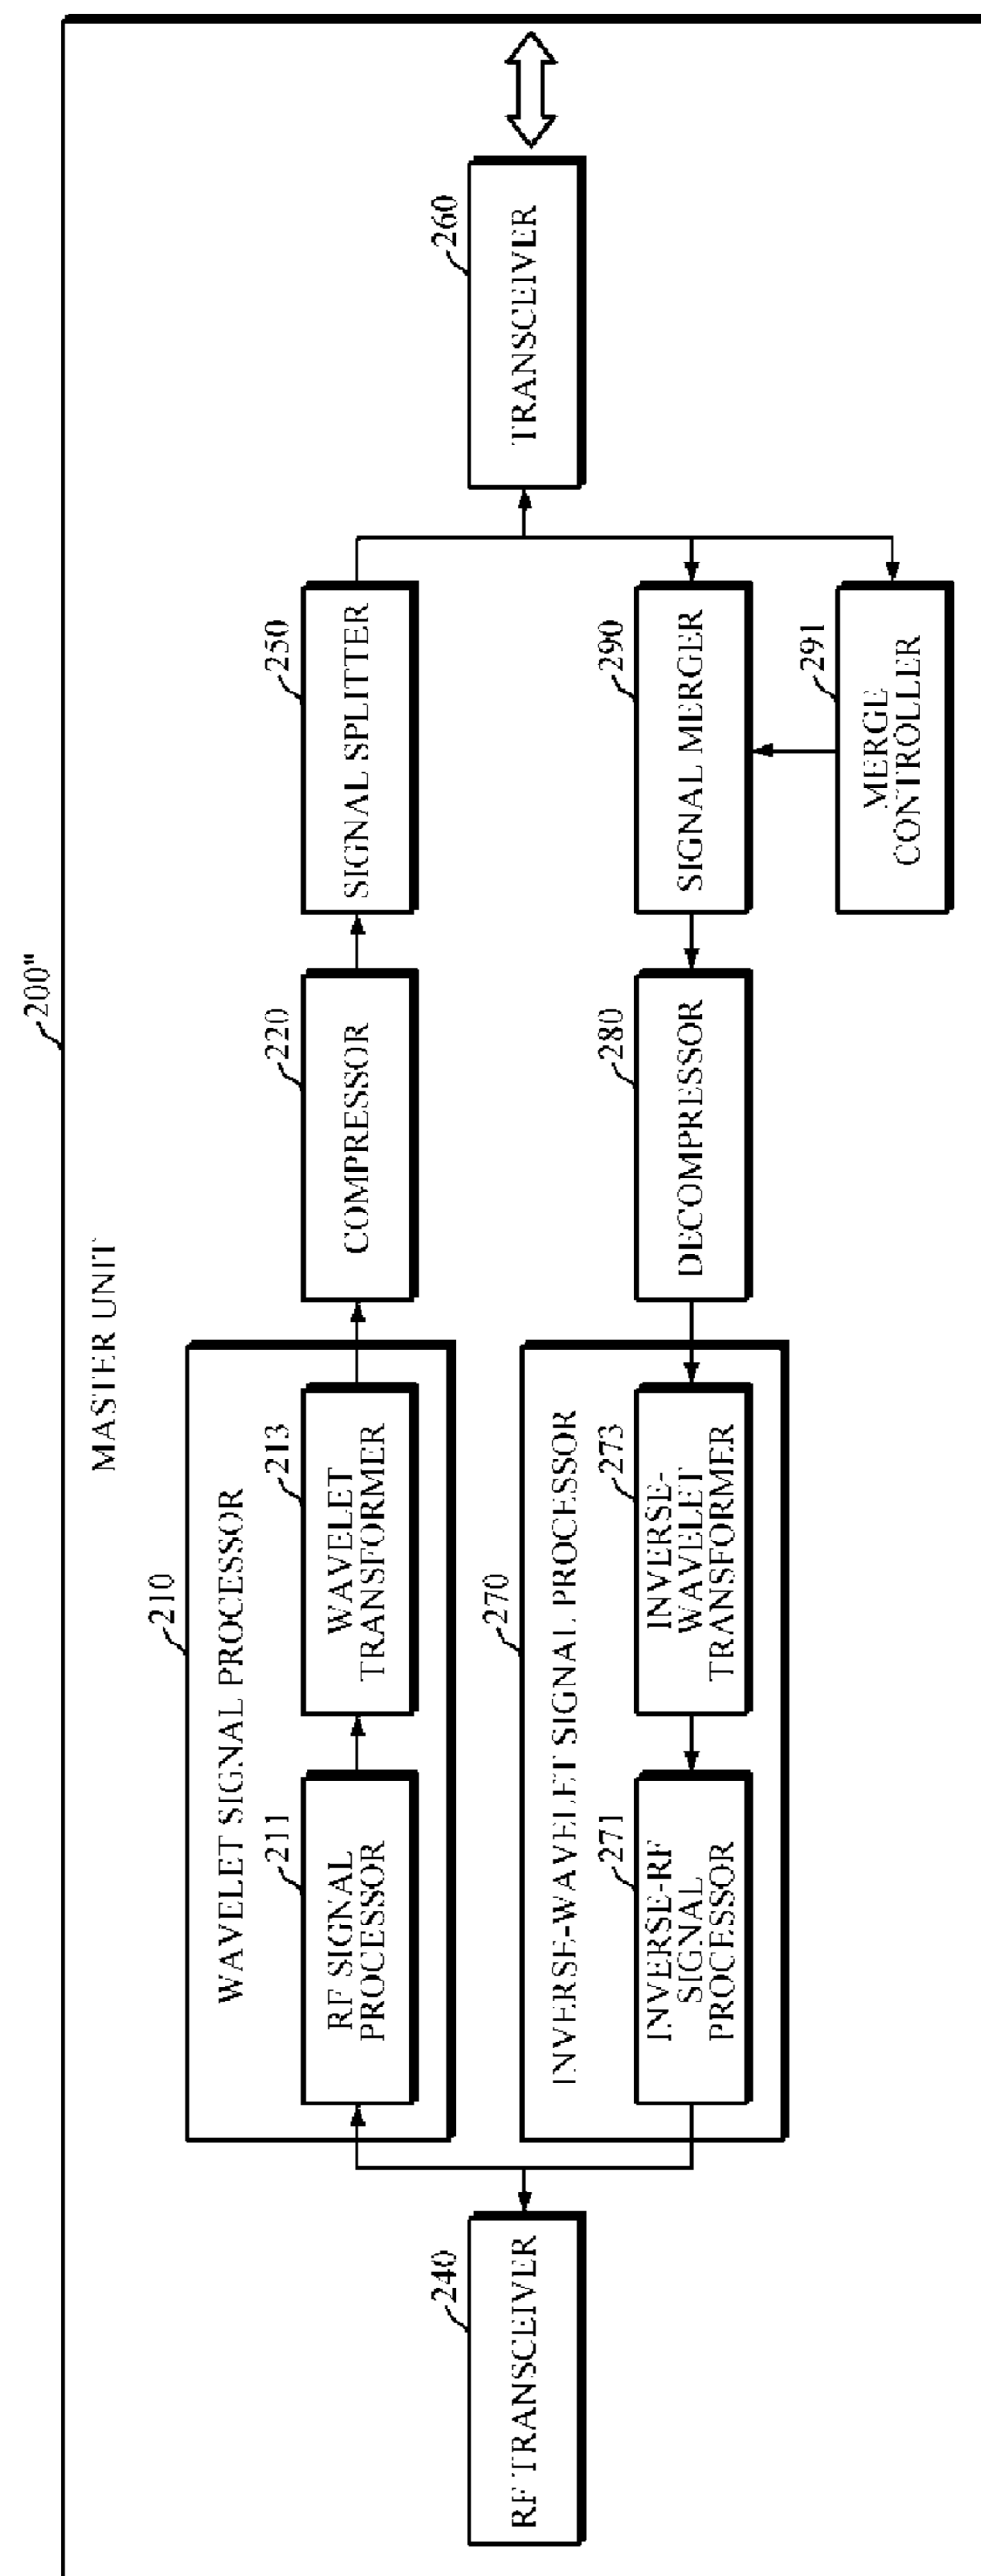 200"
MASTER UNIT
210
WAVELET SIGNAL PROCESSOR
211
RF SIGNAL
PROCESSOR
213
WAVELET
TRANSFORMER
220
COMPRESSOR
250
SIGNAL SPLITTER
240
RF TRANSCEIVER
260
TRANSCEIVER
270
INVERSE-WAVELET SIGNAL PROCESSOR
271
INVERSE-RF
SIGNAL
PROCESSOR
273
INVERSE-
WAVELET
TRANSFORMER
280
DECOMPRESSOR
290
SIGNAL MERGER
291
MERGE
CONTROLLER